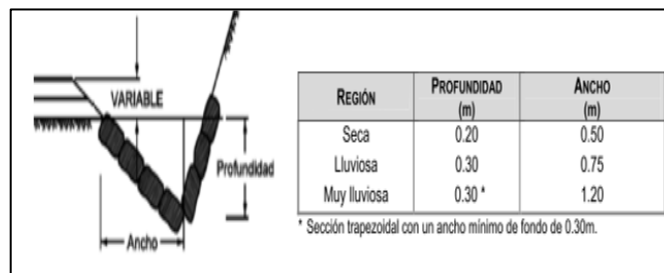 VARIABLE
Profundidad
Ancho
REGIÓN PROFUNDIDAD (m) ANCHO (m)
Seca 0.20 0.50
Lluviosa 0.30 0.75
Muy lluviosa 0.30 * 1.20
* Sección trapezoidal con un ancho mínimo de fondo de 0.30m.